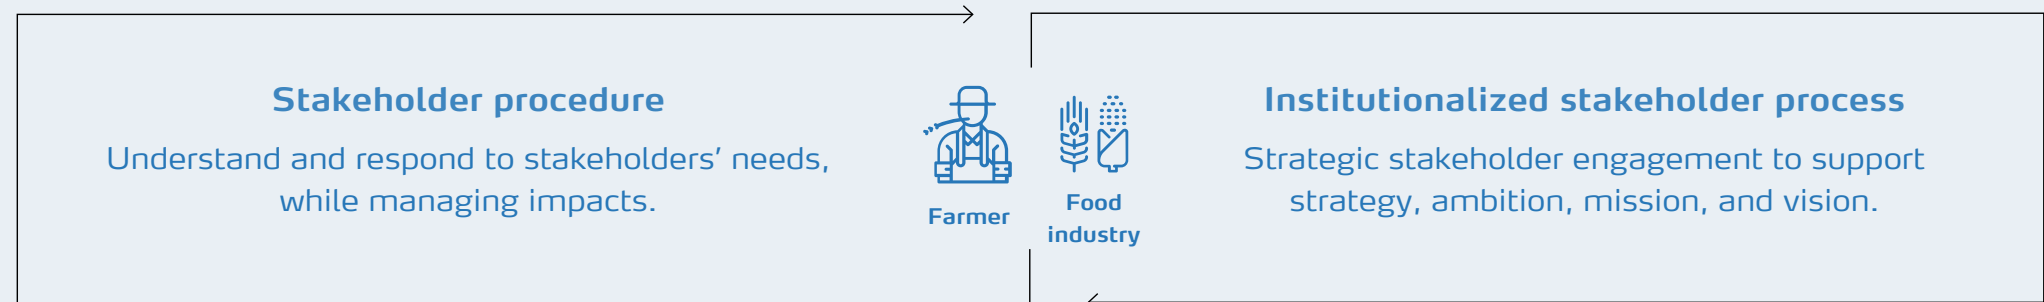 Stakeholder procedure
Understand and respond to stakeholders’ needs,
while managing impacts.
Farmer
Food
industry
Institutionalized stakeholder process
Strategic stakeholder engagement to support
strategy, ambition, mission, and vision.